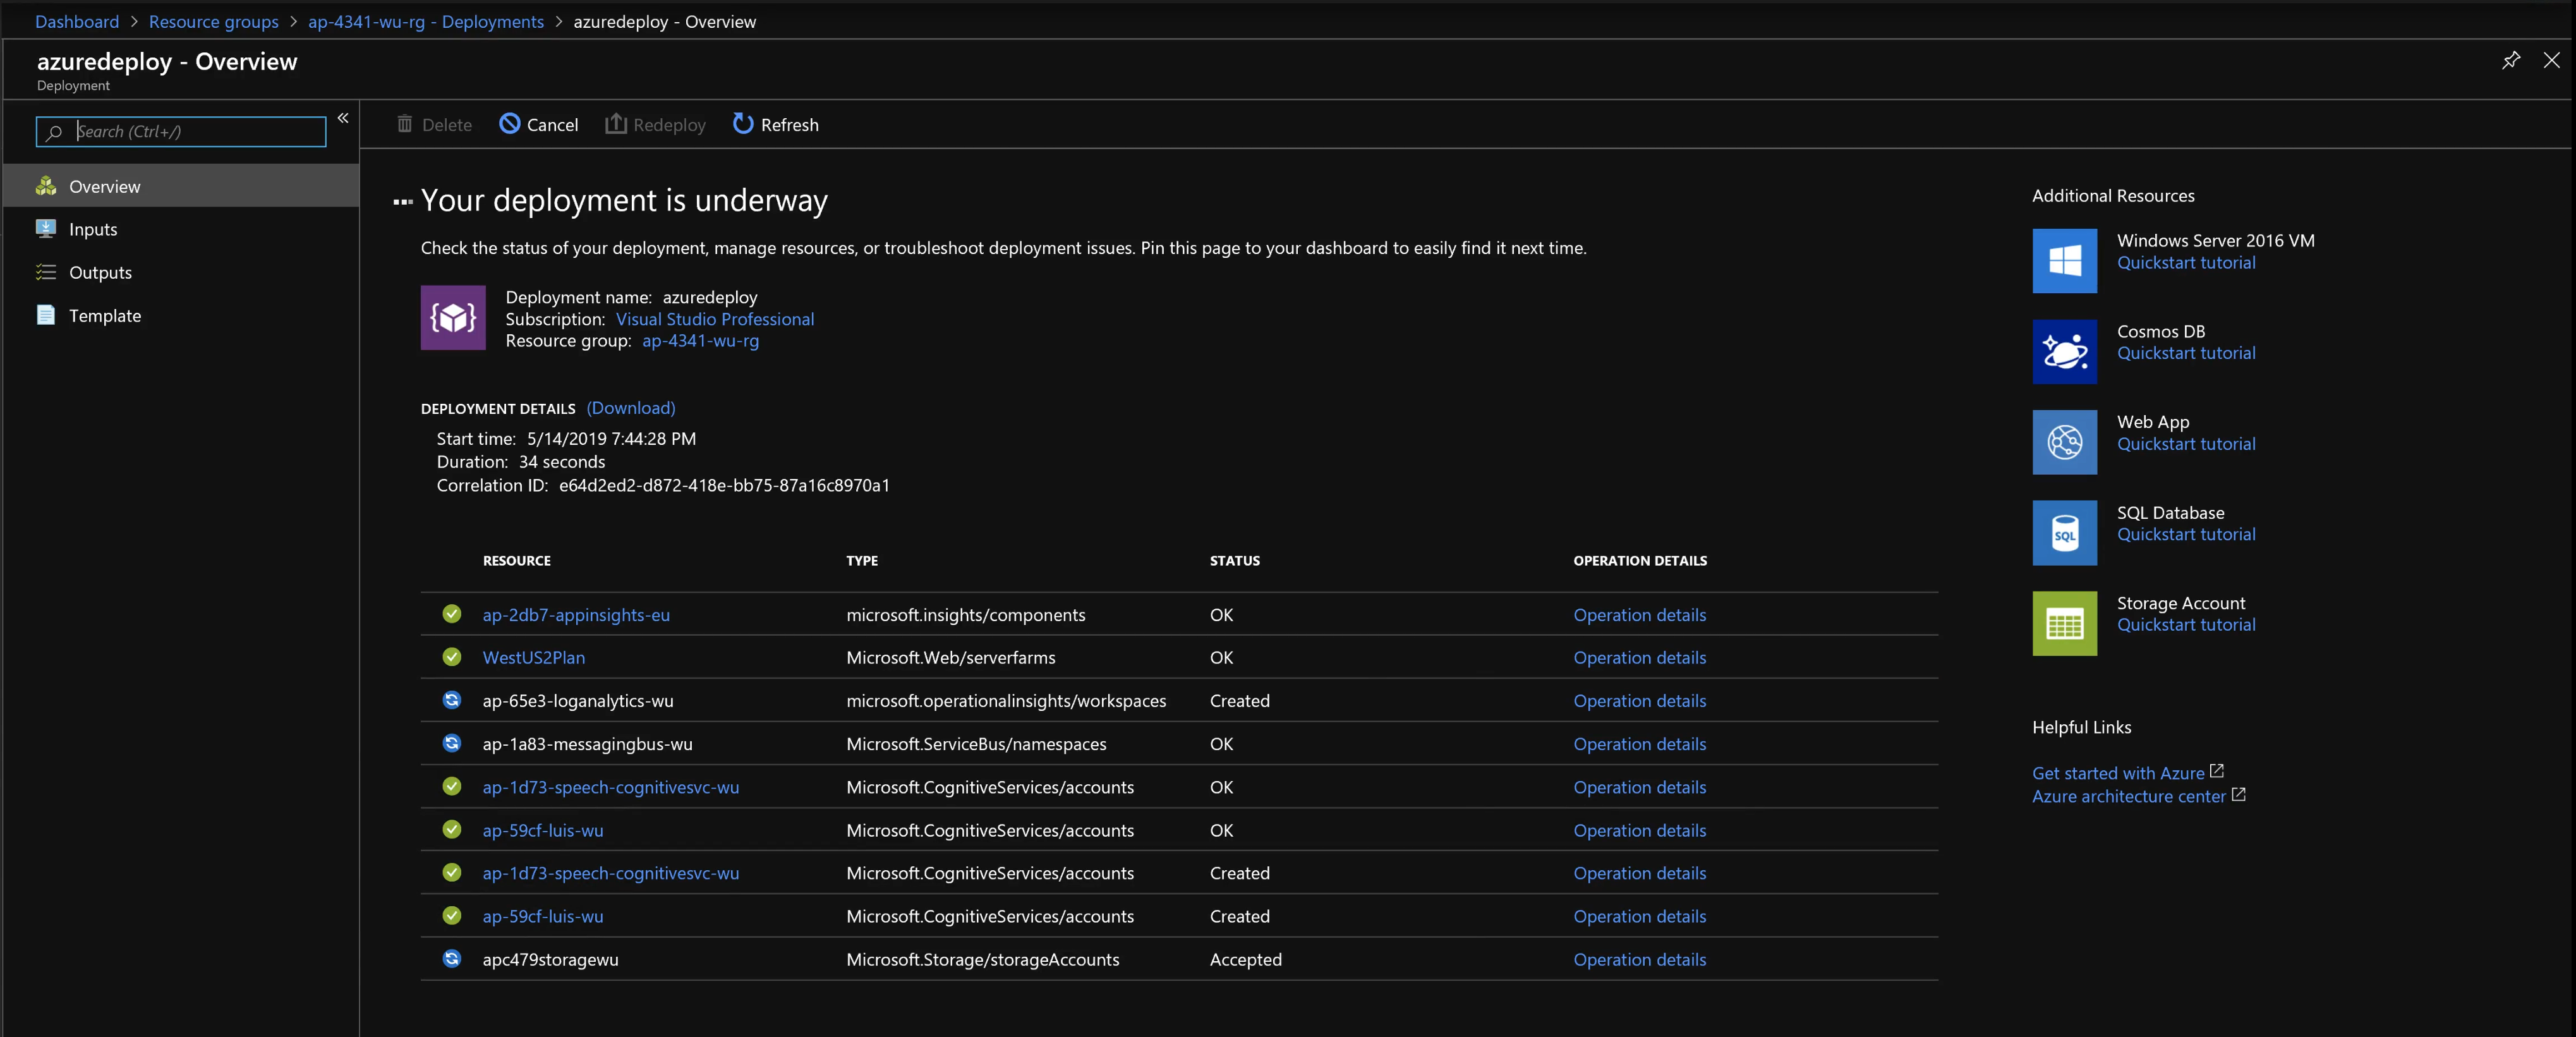 Dashboard > Resource groups > ap-4341-wu-rg - Deployments > azuredeploy - Overview
azuredeploy - Overview
Deployment
Search (Ctrl+/)
«
Overview
Inputs
Outputs
Template
Delete Cancel Redeploy Refresh
Your deployment is underway
Check the status of your deployment, manage resources, or troubleshoot deployment issues. Pin this page to your dashboard to easily find it next time.
Deployment name: azuredeploy
Subscription: Visual Studio Professional
Resource group: ap-4341-wu-rg
DEPLOYMENT DETAILS (Download)
Start time: 5/14/2019 7:44:28 PM
Duration: 34 seconds
Correlation ID: e64d2ed2-d872-418e-bb75-87a16c8970a1
RESOURCE TYPE STATUS OPERATION DETAILS
ap-2db7-appinsights-eu microsoft.insights/components OK Operation details
WestUS2Plan Microsoft.Web/serverfarms OK Operation details
ap-65e3-loganalytics-wu microsoft.operationalinsights/workspaces Created Operation details
ap-1a83-messagingbus-wu Microsoft.ServiceBus/namespaces OK Operation details
ap-1d73-speech-cognitivesvc-wu Microsoft.CognitiveServices/accounts OK Operation details
ap-59cf-luis-wu Microsoft.CognitiveServices/accounts OK Operation details
ap-1d73-speech-cognitivesvc-wu Microsoft.CognitiveServices/accounts Created Operation details
ap-59cf-luis-wu Microsoft.CognitiveServices/accounts Created Operation details
apc479storagewu Microsoft.Storage/storageAccounts Accepted Operation details
Additional Resources
Windows Server 2016 VM
Quickstart tutorial
Cosmos DB
Quickstart tutorial
Web App
Quickstart tutorial
SQL
SQL Database
Quickstart tutorial
Storage Account
Quickstart tutorial
Helpful Links
Get started with Azure
Azure architecture center